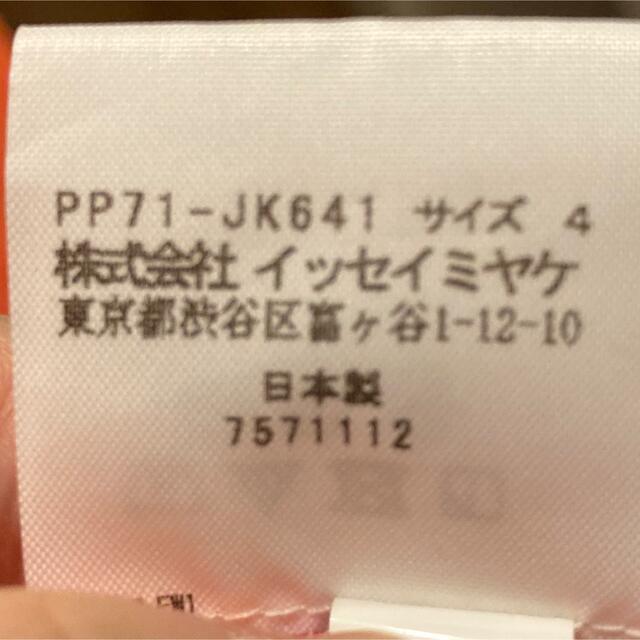 PP71-JK641 サイズ 4
株式会社 イッセイミヤケ
東京都渋谷区富ヶ谷1-12-10
日本製
7571112